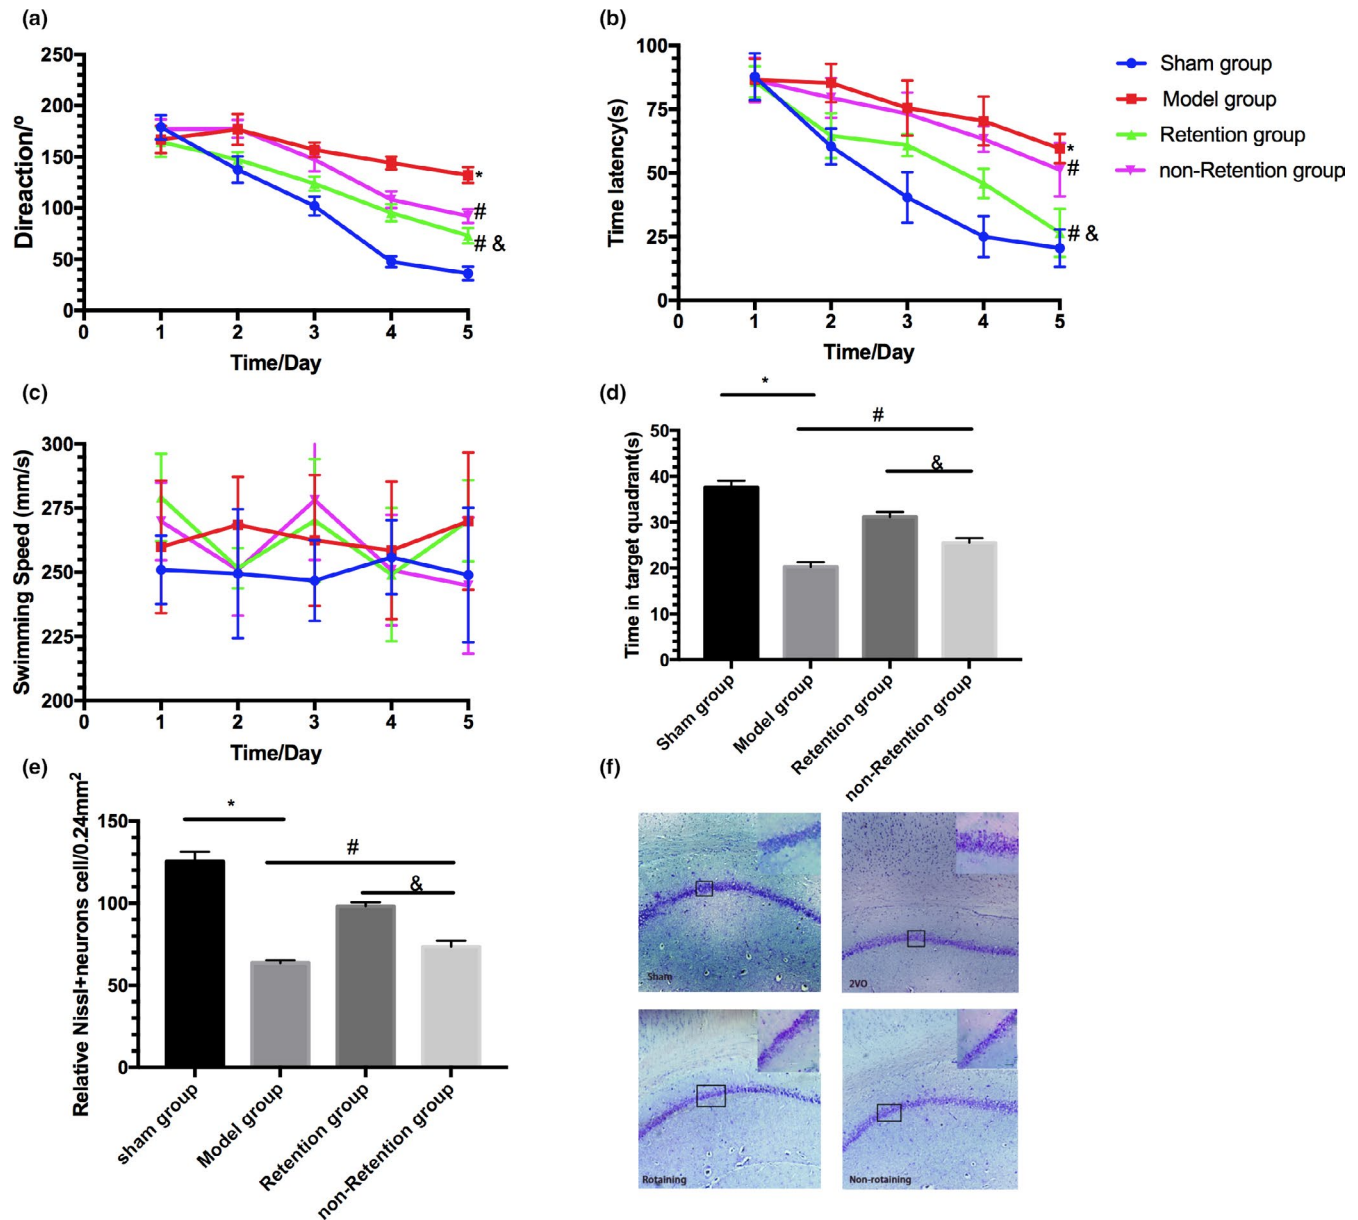 (a)
250
200
150
100
50
0
Direaction/º
0 1 2 3 4 5
Time/Day
*
#
# &
(b)
100
75
50
25
0
Time latency(s)
0 1 2 3 4 5
Time/Day
*
#
# &
Sham group
Model group
Retention group
non-Retention group
(c)
300
275
250
225
200
Swimming Speed (mm/s)
0 1 2 3 4 5
Time/Day
(d)
*
#
&
50
40
30
20
10
0
Time in target quadrant(s)
Sham group
Model group
Retention group
non-Retention group
(e)
*
#
&
150
100
50
0
Relative Nissl+neurons cell/0.24mm²
sham group
Model group
Retention group
non-Retention group
(f)
Sham
2VO
Rotaining
Non-rotaining